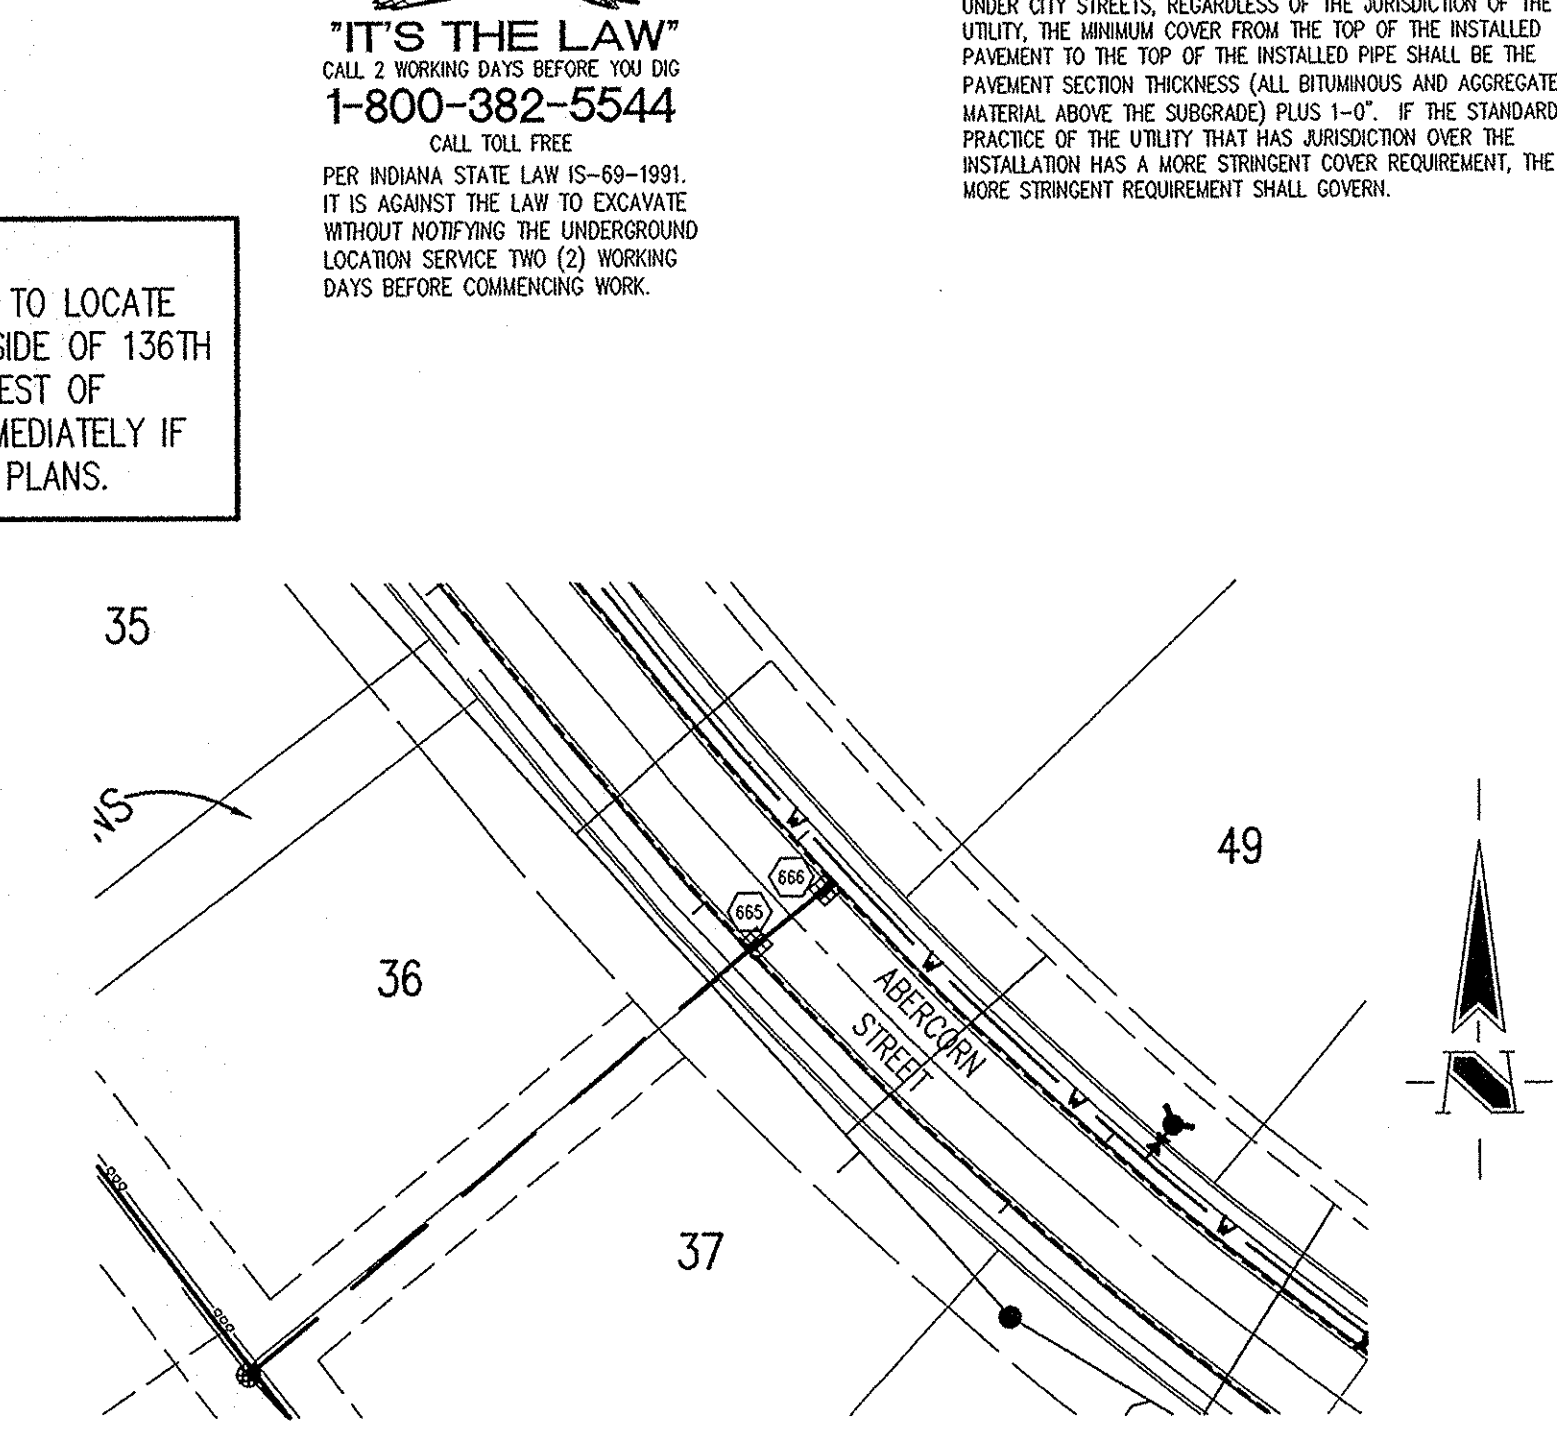 "IT'S THE LAW"
CALL 2 WORKING DAYS BEFORE YOU DIG
1-800-382-5544
CALL TOLL FREE
PER INDIANA STATE LAW IS-69-1991.
IT IS AGAINST THE LAW TO EXCAVATE
WITHOUT NOTIFYING THE UNDERGROUND
LOCATION SERVICE TWO (2) WORKING
DAYS BEFORE COMMENCING WORK.
UNDER CITY STREETS, REGARDLESS OF THE JURISDICTION OF THE
UTILITY, THE MINIMUM COVER FROM THE TOP OF THE INSTALLED
PAVEMENT TO THE TOP OF THE INSTALLED PIPE SHALL BE THE
PAVEMENT SECTION THICKNESS (ALL BITUMINOUS AND AGGREGATE
MATERIAL ABOVE THE SUBGRADE) PLUS 1-0". IF THE STANDARD
PRACTICE OF THE UTILITY THAT HAS JURISDICTION OVER THE
INSTALLATION HAS A MORE STRINGENT COVER REQUIREMENT, THE
MORE STRINGENT REQUIREMENT SHALL GOVERN.
TO LOCATE
SIDE OF 136TH
EST OF
MEDIATELY IF
PLANS.
35
NS
W
49
666
665
36
W
ABERCORN
STREET
W
N
37
W